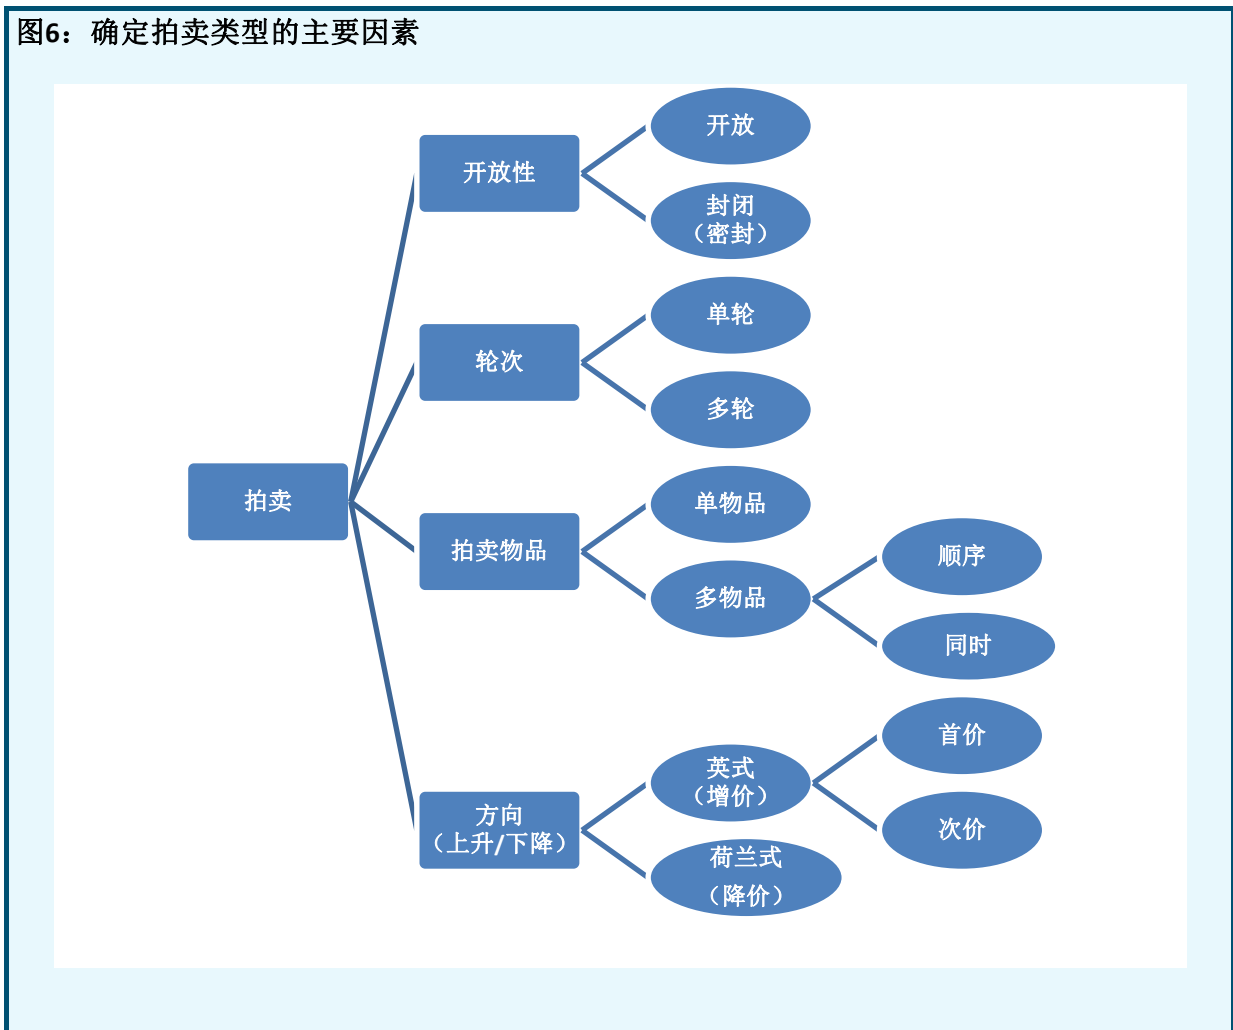 图6：确定拍卖类型的主要因素
开放
开放性
封闭
（密封）
单轮
轮次
多轮
拍卖
单物品
拍卖物品
多物品
顺序
同时
首价
英式
（增价）
方向
（上升/下降）
次价
荷兰式
（降价）